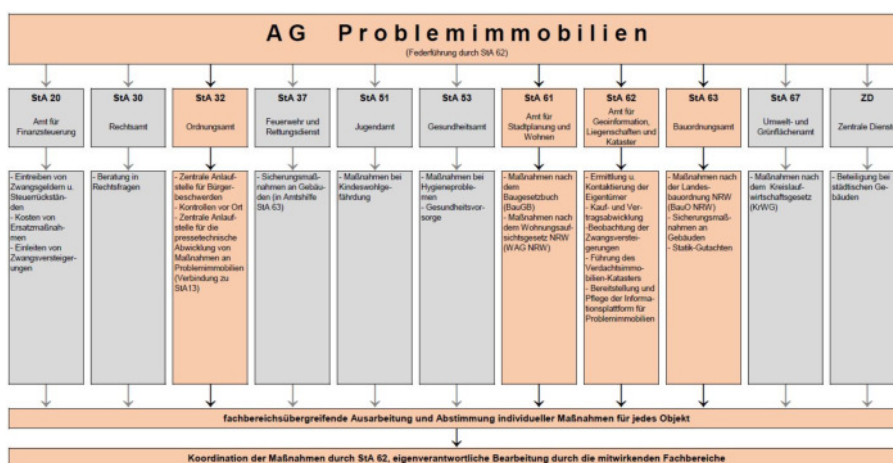 AG Problemimmobilien
(Federführung durch StA 62)
StA 20
Amt für
Finanzsteuerung
StA 30
Rechtsamt
StA 32
Ordnungsamt
StA 37
Feuerwehr und
Rettungsdienst
StA 51
Jugendamt
StA 53
Gesundheitsamt
StA 61
Amt für
Stadtplanung und
Wohnen
StA 62
Amt für
Geoinformation,
Liegenschaften und
Kataster
StA 63
Bauordnungsamt
StA 67
Umwelt- und
Grünflächenamt
ZD
Zentrale Dienste
- Eintreiben von
Zwangsgeldern u.
Steuerrückstän-
den
- Kosten von
Ersatzmaßnah-
men
- Einleiten von
Zwangsversteiger-
ungen
- Beratung in
Rechtsfragen
- Zentrale Anlauf-
stelle für Bürger-
beschwerden
- Kontrollen vor Ort
- Zentrale Anlauf-
stelle für die
pressetechnische
Abwicklung von
Maßnahmen an
Problemimmobilien
(Verbindung zu
StA13)
- Sicherungsmaß-
nahmen an Gebäu-
den (in Amtshilfe
StA 63)
- Maßnahmen bei
Kindeswohlge-
fährdung
- Maßnahmen bei
Hygieneproble-
men
- Gesundheitsvor-
sorge
- Maßnahmen nach
dem
Baugesetzbuch
(BauGB)
- Maßnahmen nach
dem Wohnungsauf-
sichtsgesetz NRW
(WAG NRW)
- Ermittlung u.
Kontaktierung der
Eigentümer
- Kauf- und Ver-
tragsabwicklung
-Beobachtung der
Zwangsverstei-
gerungen
- Führung des
Verdachtsimmo-
bilien-Katasters
- Bereitstellung und
Pflege der Informa-
tionsplattform für
Problemimmobilien
- Maßnahmen nach
der Landes-
bauordnung NRW
(BauO NRW)
- Sicherungsmaß-
nahmen an
Gebäuden
- Statik-Gutachten
- Maßnahmen nach
dem Kreislauf-
wirtschaftsgesetz
(KrWG)
- Beteiligung bei
städtischen Ge-
bäuden
fachbereichsübergreifende Ausarbeitung und Abstimmung individueller Maßnahmen für jedes Objekt
Koordination der Maßnahmen durch StA 62, eigenverantwortliche Bearbeitung durch die mitwirkenden Fachbereiche